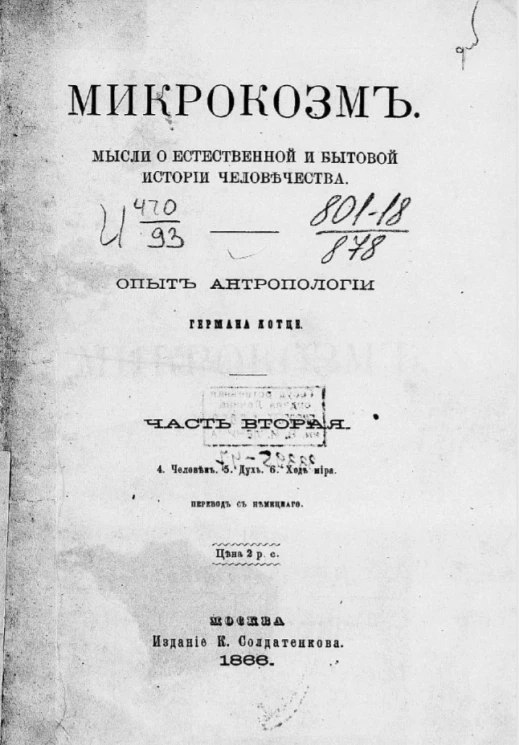 МИКРОКОЗМЪ.
МЫСЛИ О ЕСТЕСТВЕННОЙ И БЫТОВОЙ
ИСТОРІИ ЧЕЛОВѢЧЕСТВА.
И 470/93
801-18/878
ОПЫТЪ АНТРОПОЛОГІИ
ГЕРМАНА ЛОТЦЕ.
ЧАСТЬ ВТОРАЯ.
4. Человѣкъ. 5. Духъ. 6. Ходъ міра.
ПЕРЕВОДЪ СЪ НѢМЕЦКАГО.
Цѣна 2 р. с.
МОСКВА
Изданіе К. Солдатенкова.
1866.